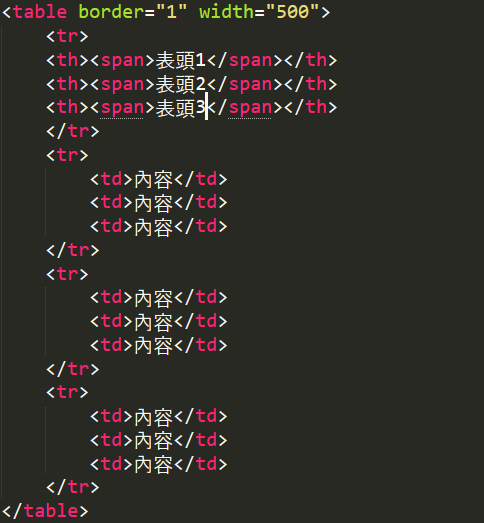 <table border="1" width="500">
<tr>
<th><span>表頭1</span></th>
<th><span>表頭2</span></th>
<th><span>表頭3</span></th>
</tr>
<tr>
<td>內容</td>
<td>內容</td>
<td>內容</td>
</tr>
<tr>
<td>內容</td>
<td>內容</td>
<td>內容</td>
</tr>
<tr>
<td>內容</td>
<td>內容</td>
<td>內容</td>
</tr>
</table>